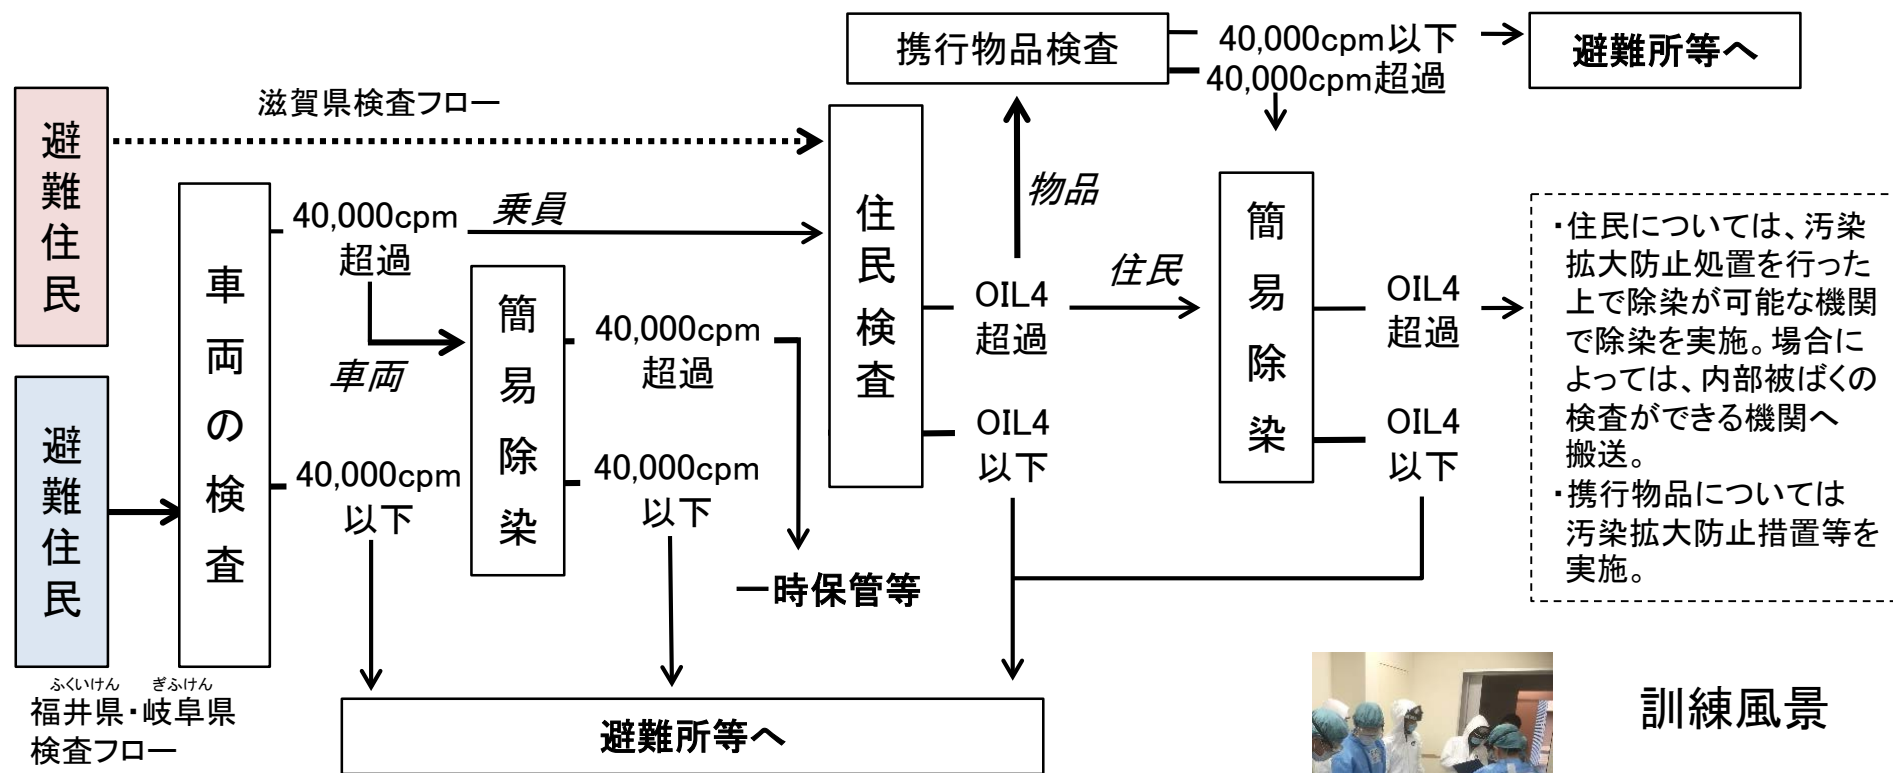 携行物品検査
40,000cpm以下
40,000cpm超過
避難所等へ
避難住民
滋賀県検査フロー
避難住民
ふくいけん ぎふけん
福井県・岐阜県
検査フロー
車両の検査
40,000cpm
超過
乗員
車両
40,000cpm
以下
簡易除染
40,000cpm
超過
40,000cpm
以下
一時保管等
住民検査
物品
OIL4
超過
住民
OIL4
以下
簡易除染
OIL4
超過
OIL4
以下
・住民については、汚染
拡大防止処置を行った
上で除染が可能な機関
で除染を実施。場合に
よっては、内部被ばくの
検査ができる機関へ
搬送。
・携行物品については
汚染拡大防止措置等を
実施。
避難所等へ
訓練風景